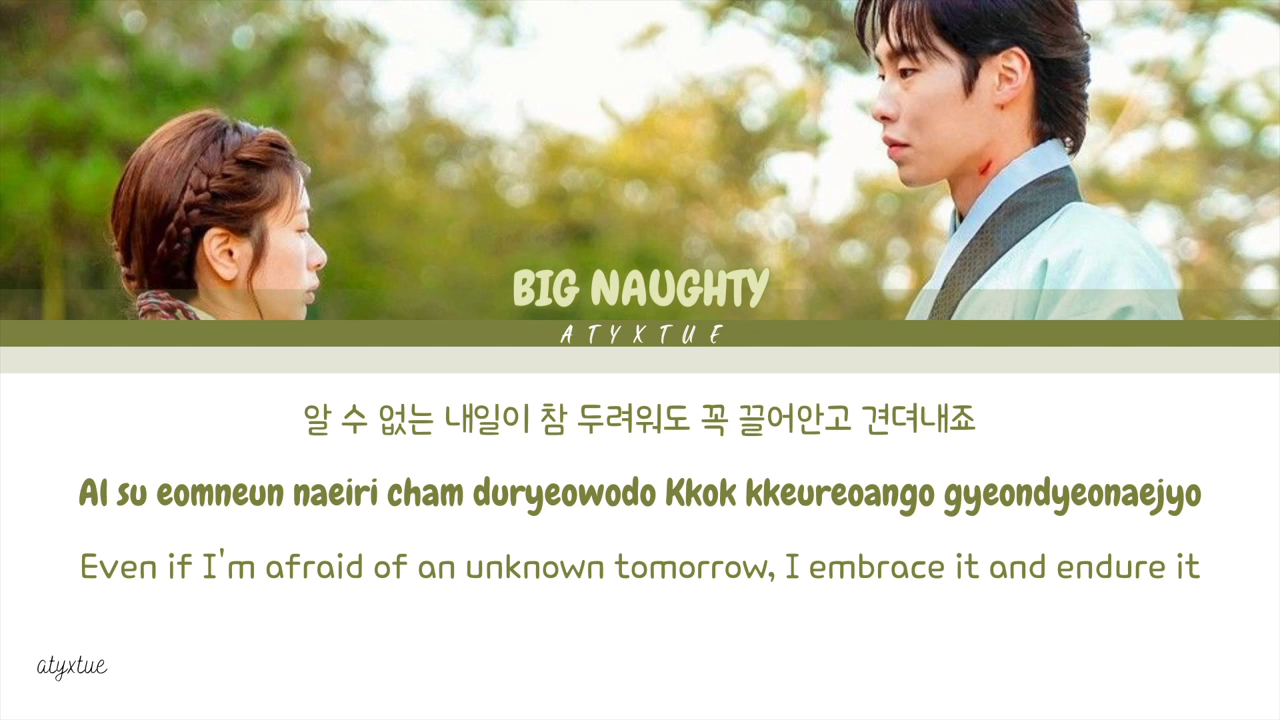 BIG NAUGHTY
ATYXTUE
알 수 없는 내일이 참 두려워도 꼭 끌어안고 견뎌내죠
Al su eomneun naeiri cham duryeowodo Kkok kkeureoango gyeondyeonaejyo
Even if I'm afraid of an unknown tomorrow, I embrace it and endure it
atyxtue